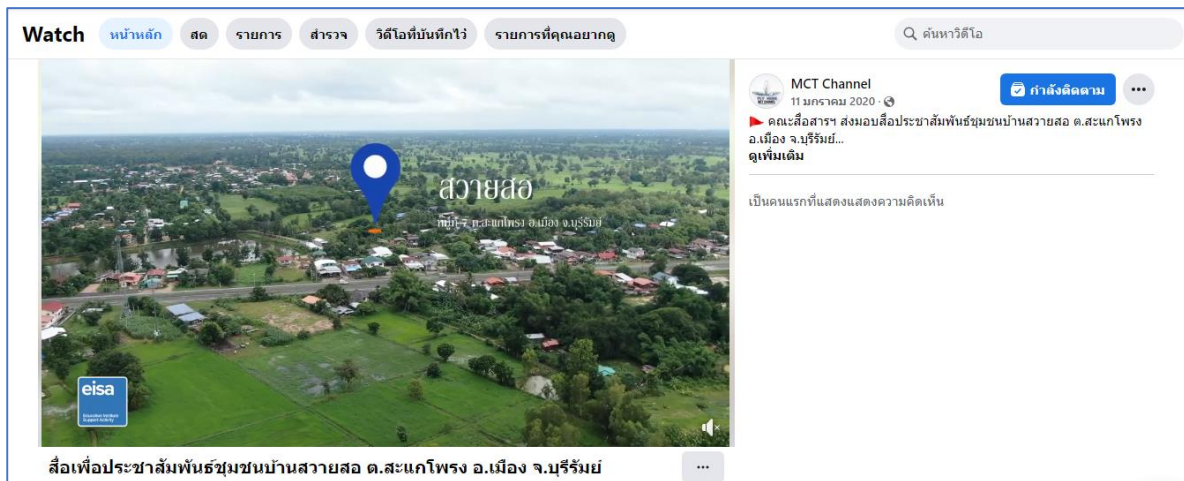 Watch หน้าหลัก สด รายการ สำรวจ วิดีโอที่บันทึกไว้ รายการที่คุณอยากดู ค้นหาวิดีโอ
MCT Channel
11 มกราคม 2020
กำลังติดตาม
คณะสื่อสารฯ ส่งมอบสื่อประชาสัมพันธ์ชุมชนบ้านสวายสอ ต.สะแกโพรง
อ.เมือง จ.บุรีรัมย์...
ดูเพิ่มเติม
เป็นคนแรกที่แสดงแสดงความคิดเห็น
สวายสอ
หมู่ที่ 7 ต.สะแกโพรง อ.เมือง จ.บุรีรัมย์
eisa
Education Institute
Support Activity
สื่อเพื่อประชาสัมพันธ์ชุมชนบ้านสวายสอ ต.สะแกโพรง อ.เมือง จ.บุรีรัมย์